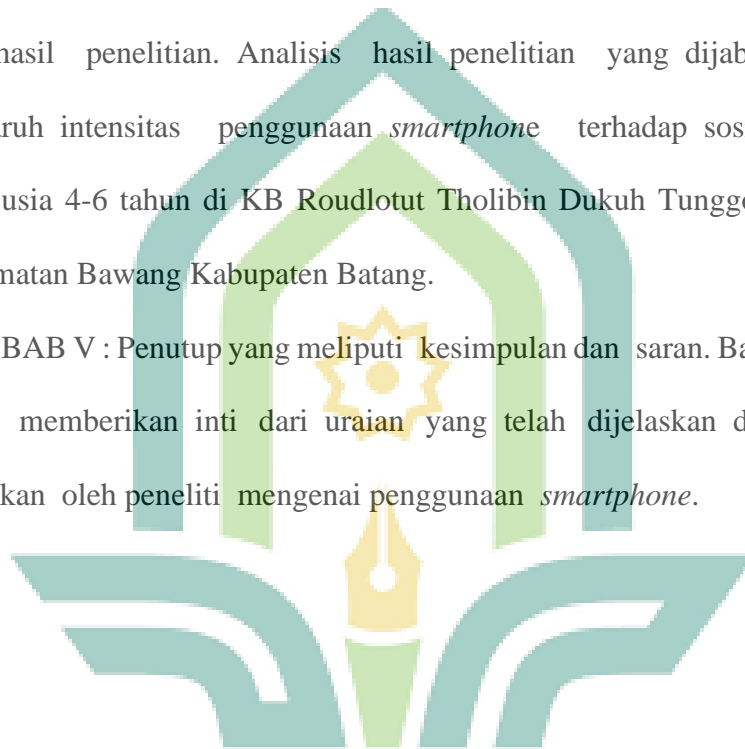 hasil penelitian. Analisis hasil penelitian yang dijab
aruh intensitas penggunaan smartphone terhadap sos
usia 4-6 tahun di KB Roudlotut Tholibin Dukuh Tungg
matan Bawang Kabupaten Batang.
BAB V : Penutup yang meliputi kesimpulan dan saran. Ba
memberikan inti dari uraian yang telah dijelaskan d
kan oleh peneliti mengenai penggunaan smartphone.